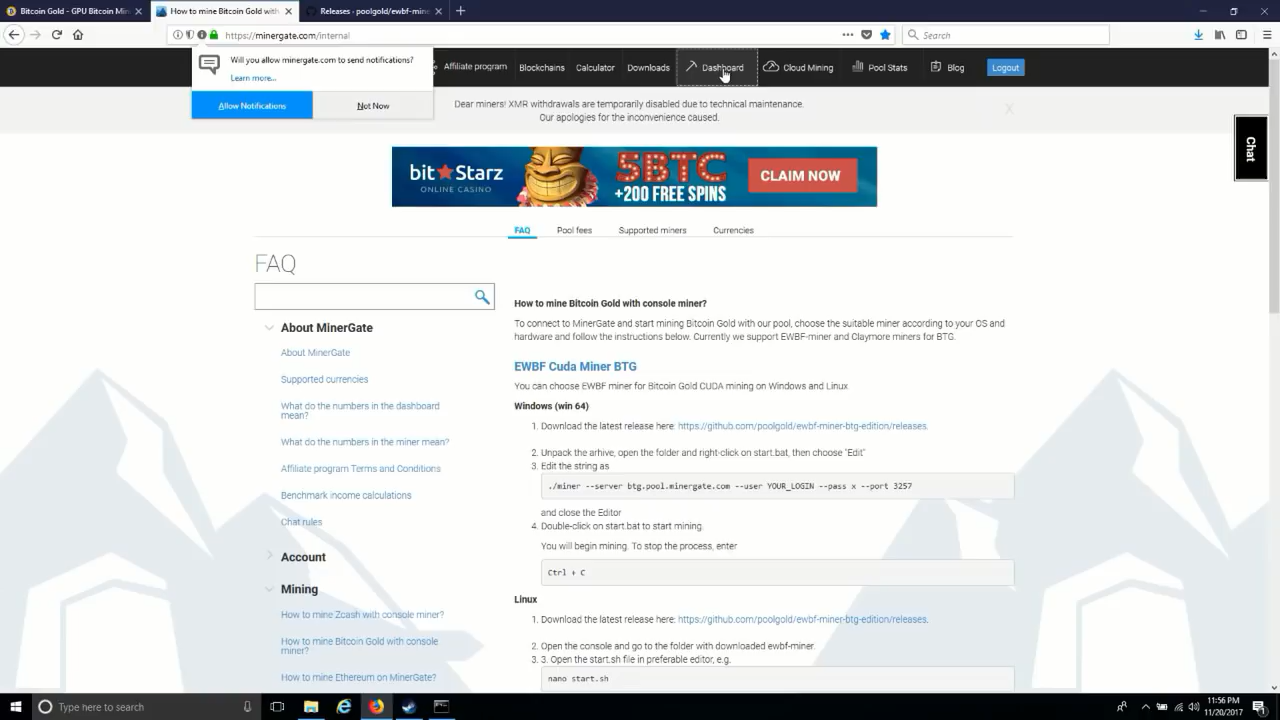 Bitcoin Gold - GPU Bitcoin Mi
How to mine Bitcoin Gold with
Releases - poolgold/ewbf-mine
https://minergate.com/internal
Search
Will you allow minergate.com to send notifications?
Learn more...
Allow Notifications
Not Now
Affiliate program
Blockchains
Calculator
Downloads
Dashboard
Cloud Mining
Pool Stats
Blog
Logout
Dear miners! XMR withdrawals are temporarily disabled due to technical maintenance.
Our apologies for the inconvenience caused.
X
Chat
bit★Starz
ONLINE CASINO
5BTC
+200 FREE SPINS
CLAIM NOW
FAQ
Pool fees
Supported miners
Currencies
FAQ
About MinerGate
About MinerGate
Supported currencies
What do the numbers in the dashboard
mean?
What do the numbers in the miner mean?
Affiliate program Terms and Conditions
Benchmark income calculations
Chat rules
Account
Mining
How to mine Zcash with console miner?
How to mine Bitcoin Gold with console
miner?
How to mine Ethereum on MinerGate?
How to mine Bitcoin Gold with console miner?
To connect to MinerGate and start mining Bitcoin Gold with our pool, choose the suitable miner according to your OS and
hardware and follow the instructions below. Currently we support EWBF-miner and Claymore miners for BTG.
EWBF Cuda Miner BTG
You can choose EWBF miner for Bitcoin Gold CUDA mining on Windows and Linux.
Windows (win 64)
1. Download the latest release here: https://github.com/poolgold/ewbf-miner-btg-edition/releases.
2. Unpack the arhive, open the folder and right-click on start.bat, then choose "Edit"
3. Edit the string as
./miner --server btg.pool.minergate.com --user YOUR_LOGIN --pass x --port 3257
and close the Editor
4. Double-click on start.bat to start mining.
You will begin mining. To stop the process, enter
Ctrl + C
Linux
1. Download the latest release here: https://github.com/poolgold/ewbf-miner-btg-edition/releases.
2. Open the console and go to the folder with downloaded ewbf-miner.
3. 3. Open the start.sh file in preferable editor, e.g.
nano start.sh
Type here to search
11:56 PM
11/20/2017
1